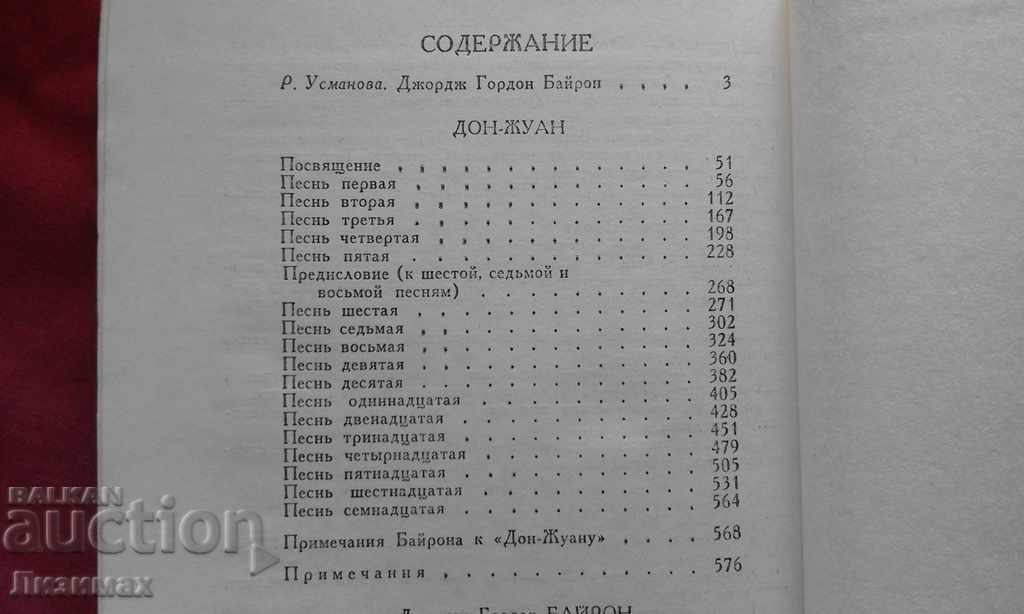 СОДЕРЖАНИЕ
Р. Усманова. Джордж Гордон Байрон , , , , 3
ДОН-ЖУАН
Посвящение . . . . . . . . . . . . . . . 51
Песнь первая . . . . . . . . . . . . . . 56
Песнь вторая . . . . . . . . . . . . . . 112
Песнь третья . . . . . . . . . . . . . . 167
Песнь четвертая . . . . . . . . . . . . . 198
Песнь пятая . . . . . . . . . . . . . . 228
Предисловие (к шестой, седьмой и
восьмой песням) . . . . . . . . . . . . 268
Песнь шестая . . . . . . . . . . . . . . 271
Песнь седьмая . . . . . . . . . . . . . . 302
Песнь восьмая . . . . . . . . . . . . . . 324
Песнь девятая . . . . . . . . . . . . . . 360
Песнь десятая . . . . . . . . . . . . . . 382
Песнь одиннадцатая . . . . . . . . . . . 405
Песнь двенадцатая . . . . . . . . . . . . 428
Песнь тринадцатая . . . . . . . . . . . . 451
Песнь четырнадцатая . . . . . . . . . . . 479
Песнь пятнадцатая . . . . . . . . . . . . 505
Песнь шестнадцатая . . . . . . . . . . . 531
Песнь семнадцатая . . . . . . . . . . . . 564
Примечания Байрона к «Дон-Жуану» . . . . 568
Примечания . . . . . . . . . . . . . 576
Гордон БАЙРОН
BALKAN
auction
Лизимах